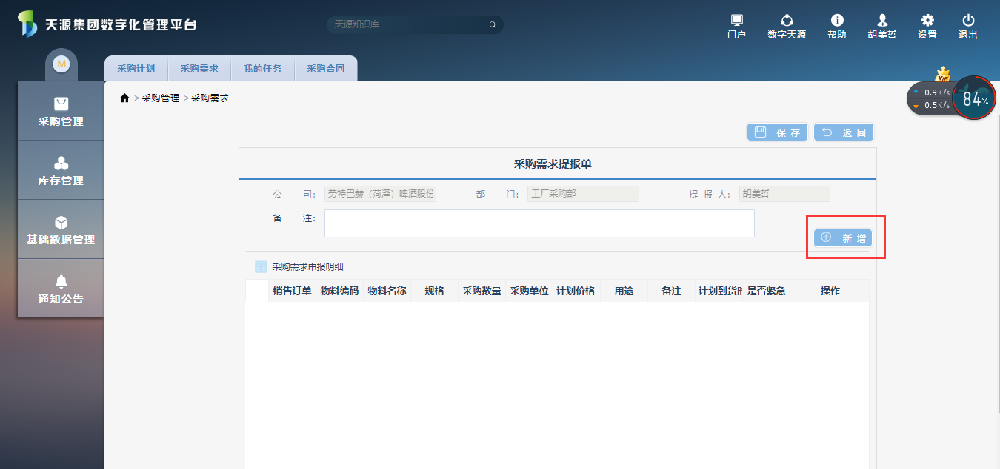 天源集团数字化管理平台
天源知识库
门户 数字天源 帮助 胡美哲 设置 退出
M
采购计划 采购需求 我的任务 采购合同
VIP
0.9K/s
0.5K/s
84%
采购管理
库存管理
基础数据管理
通知公告
> 采购管理 > 采购需求
保 存 返 回
采购需求提报单
公 司: 劳特巴赫（菏泽）啤酒股份 部 门: 工厂采购部 提 报 人: 胡美哲
备 注:
新 增
采购需求申报明细
销售订单 物料编码 物料名称 规格 采购数量 采购单位 计划价格 用途 备注 计划到货时 是否紧急 操作